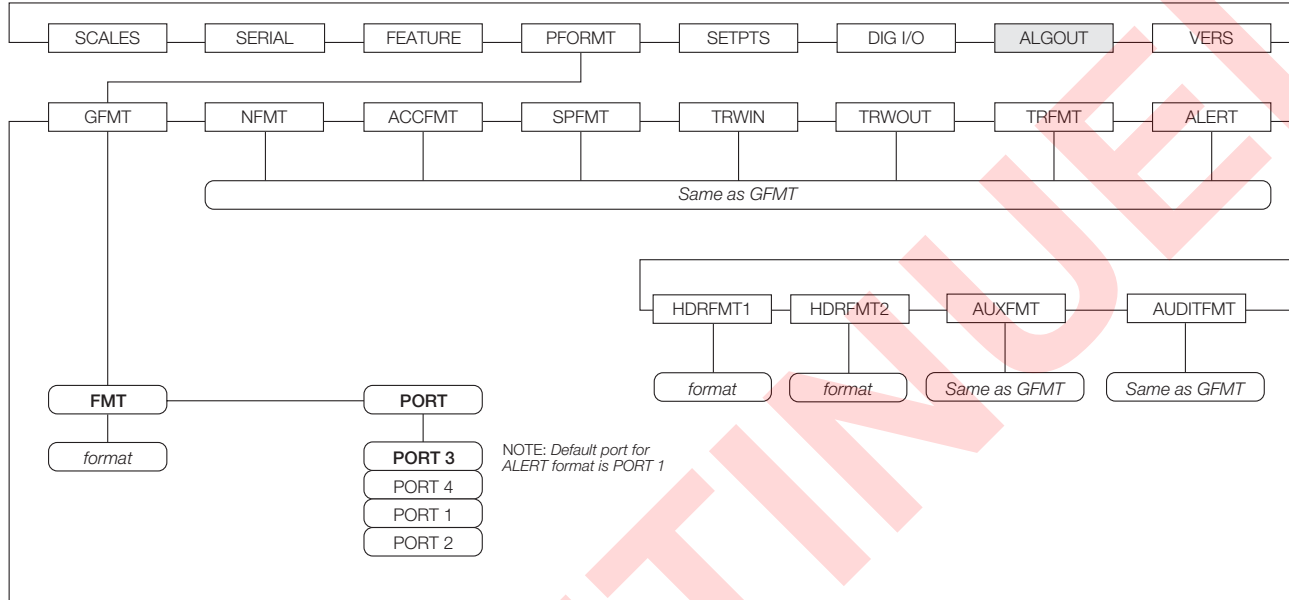 SCALES SERIAL FEATURE PFORMT SETPTS DIG I/O ALGOUT VERS
GFMT NFMT ACCFMT SPFMT TRWIN TRWOUT TRFMT ALERT
Same as GFMT
HDRFMT1 HDRFMT2 AUXFMT AUDITFMT
format format Same as GFMT Same as GFMT
FMT PORT
format
PORT 3
PORT 4
PORT 1
PORT 2
NOTE: Default port for
ALERT format is PORT 1
TINUE